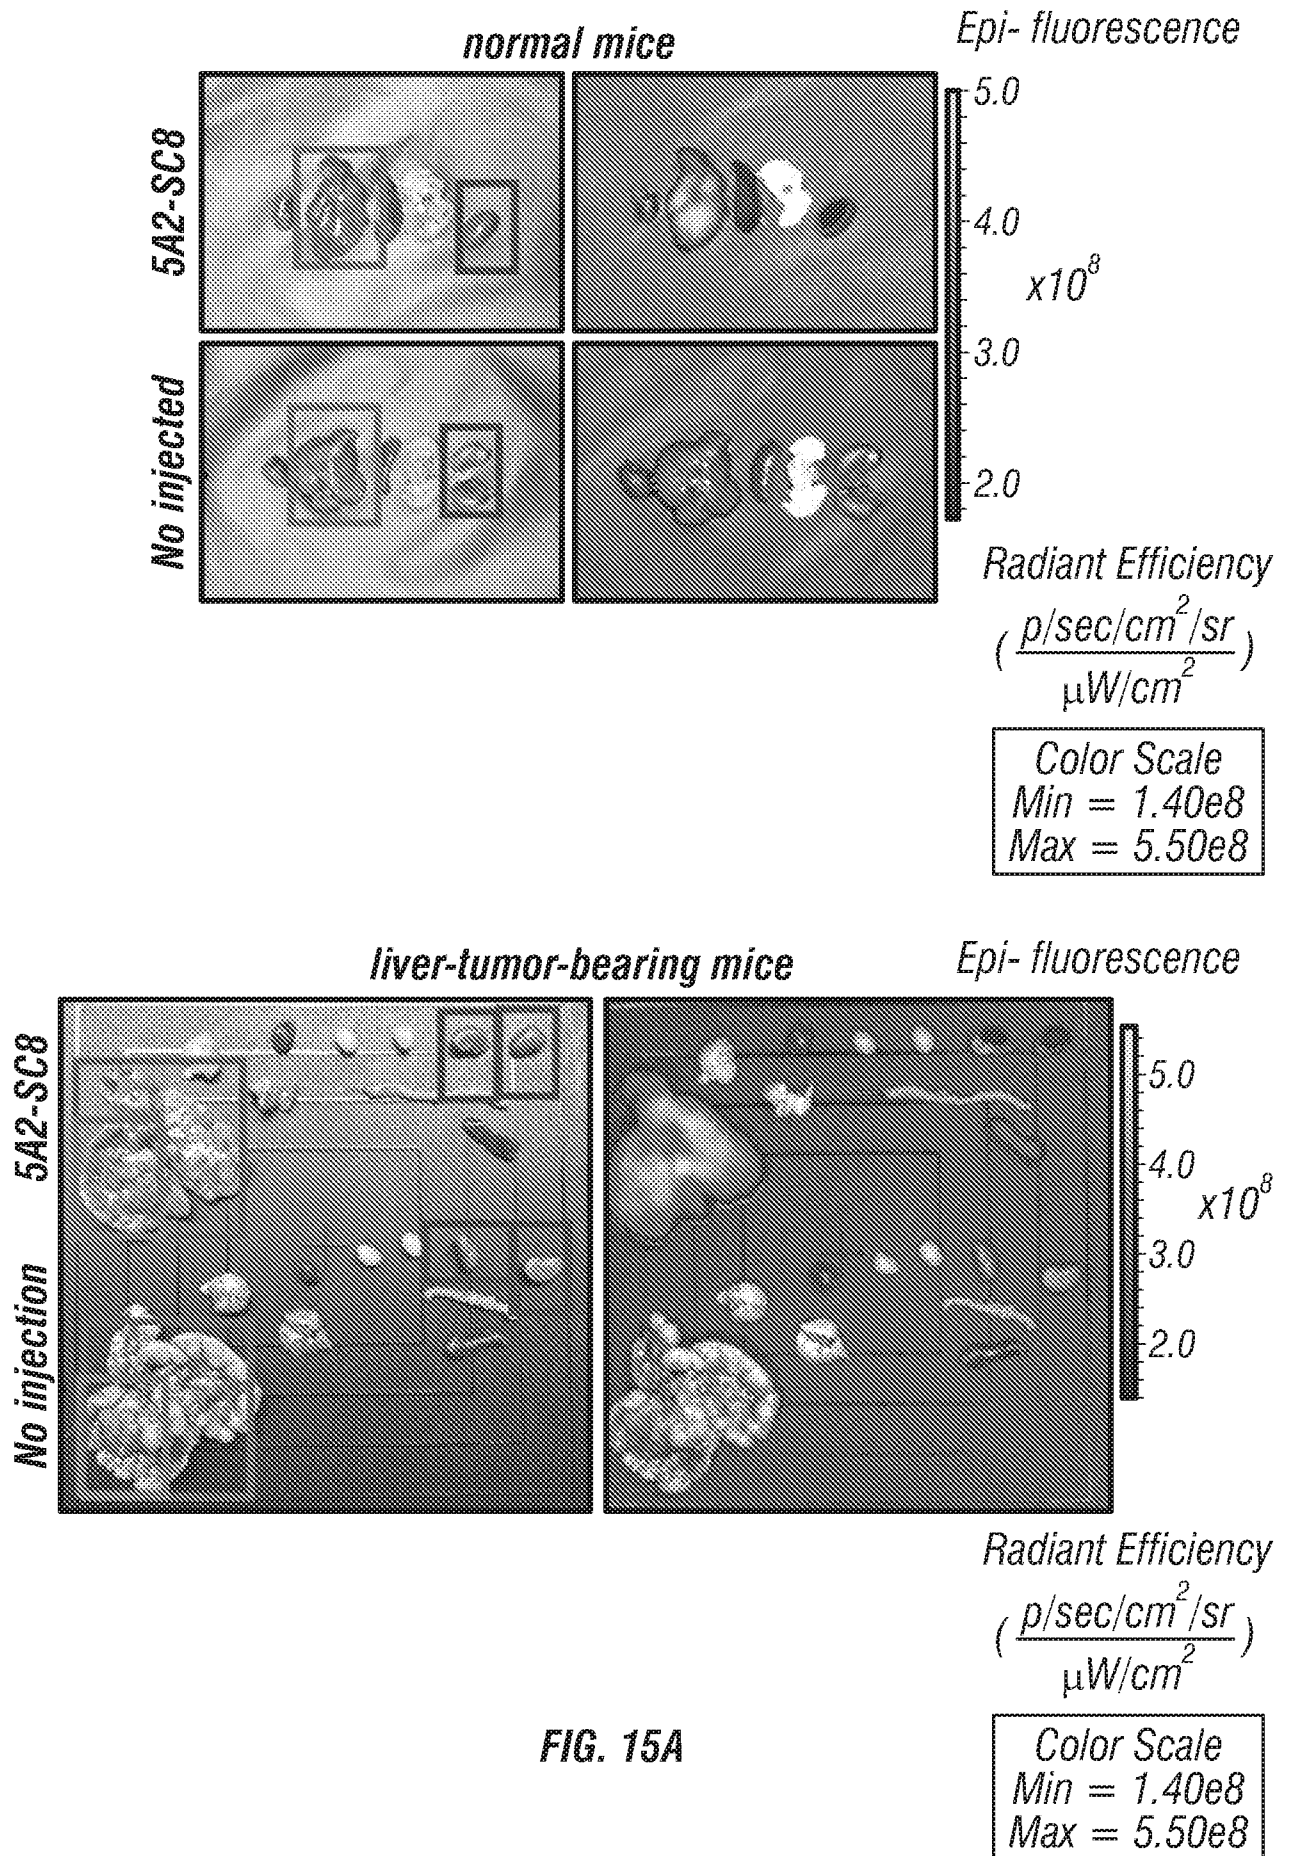 normal mice
Epi- fluorescence
5A2-SC8
No injected
5.0
4.0
x10^8
3.0
2.0
Radiant Efficiency
( p/sec/cm^2/sr )
μW/cm^2
Color Scale
Min = 1.40e8
Max = 5.50e8
liver-tumor-bearing mice
Epi- fluorescence
5A2-SC8
No injection
5.0
4.0
x10^8
3.0
2.0
Radiant Efficiency
( p/sec/cm^2/sr )
μW/cm^2
Color Scale
Min = 1.40e8
Max = 5.50e8
FIG. 15A